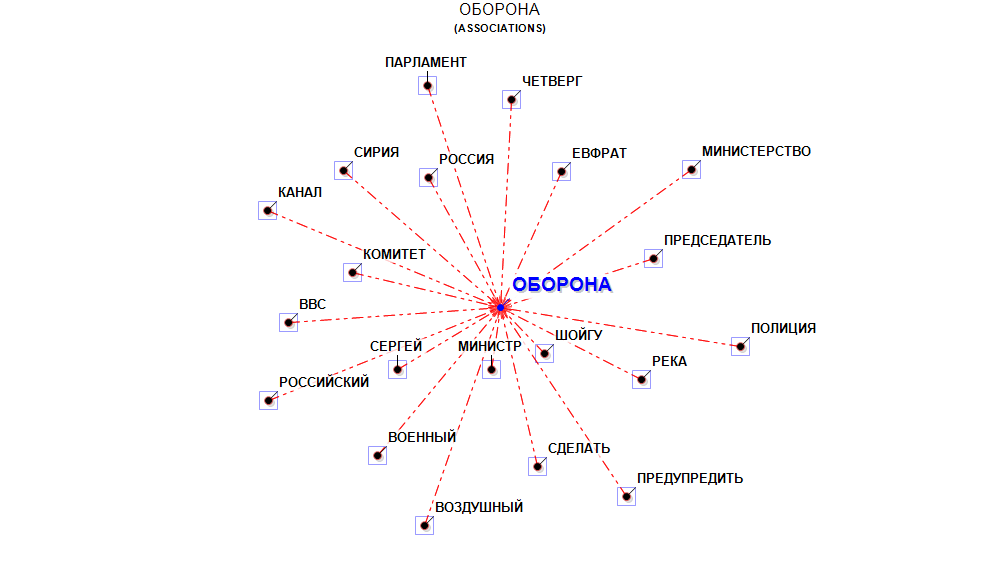 ОБОРОНА
(ASSOCIATIONS)
ПАРЛАМЕНТ
ЧЕТВЕРГ
СИРИЯ
РОССИЯ
ЕВФРАТ
МИНИСТЕРСТВО
КАНАЛ
ПРЕДСЕДАТЕЛЬ
КОМИТЕТ
ОБОРОНА
ВВС
ПОЛИЦИЯ
ШОЙГУ
СЕРГЕЙ
МИНИСТР
РЕКА
РОССИЙСКИЙ
ВОЕННЫЙ
СДЕЛАТЬ
ПРЕДУПРЕДИТЬ
ВОЗДУШНЫЙ